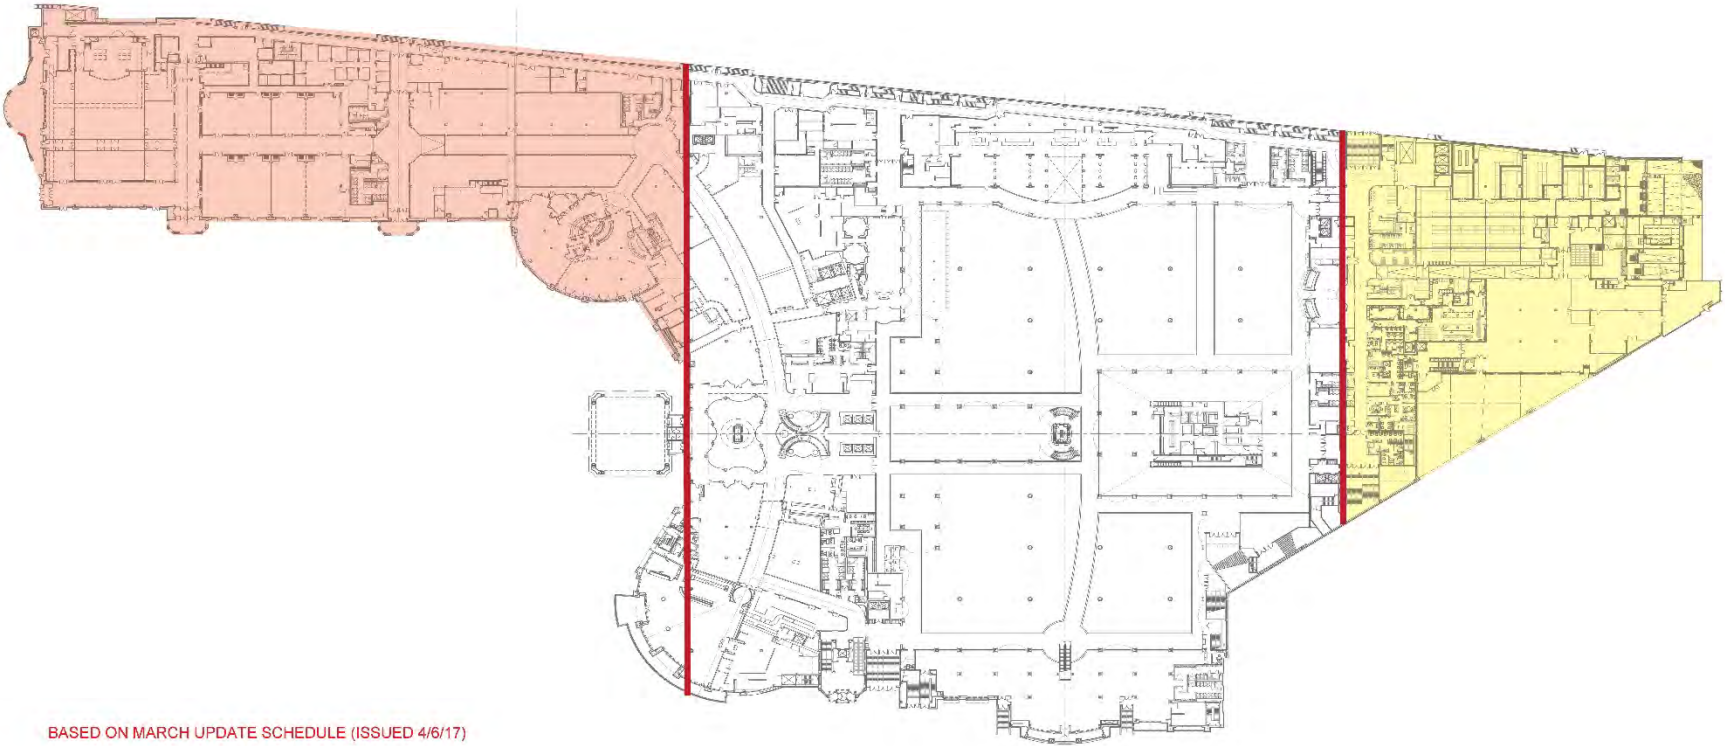 BASED ON MARCH UPDATE SCHEDULE (ISSUED 4/6/17)